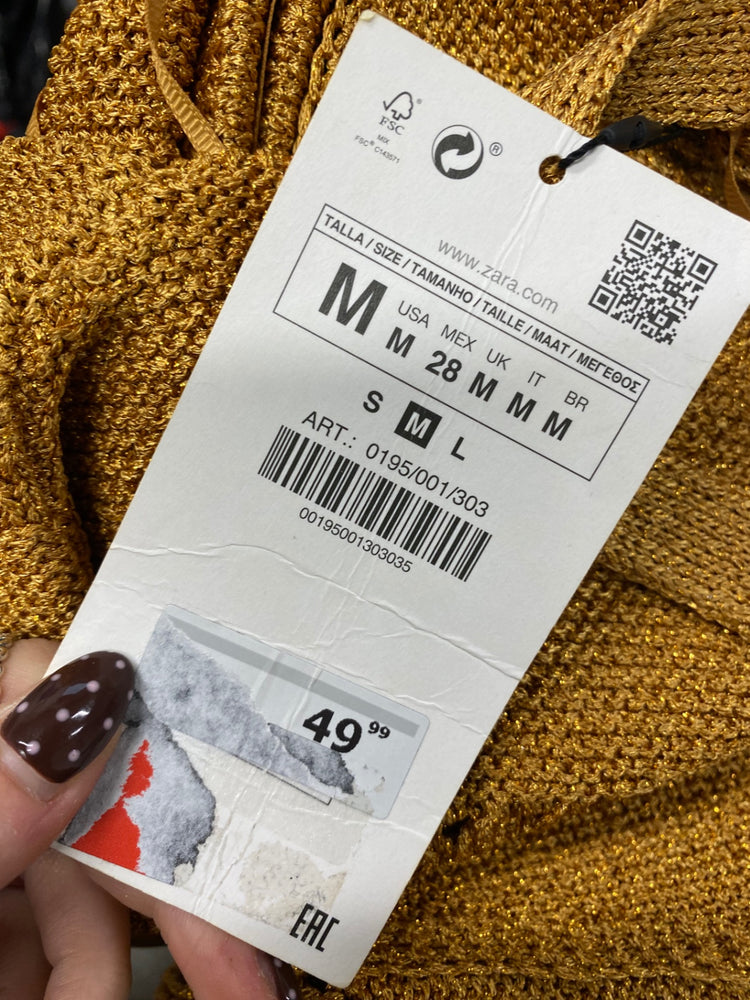 FSC®
MIX
FSC® C143571
®
www.zara.com
TALLA / SIZE / TAMANHO / TAILLE / MAAT / ΜΕΓΕΘΟΣ
M USA MEX UK IT BR
M 28 M M M
S M L
ART.: 0195/001/303
00195001303035
49 99
EAC